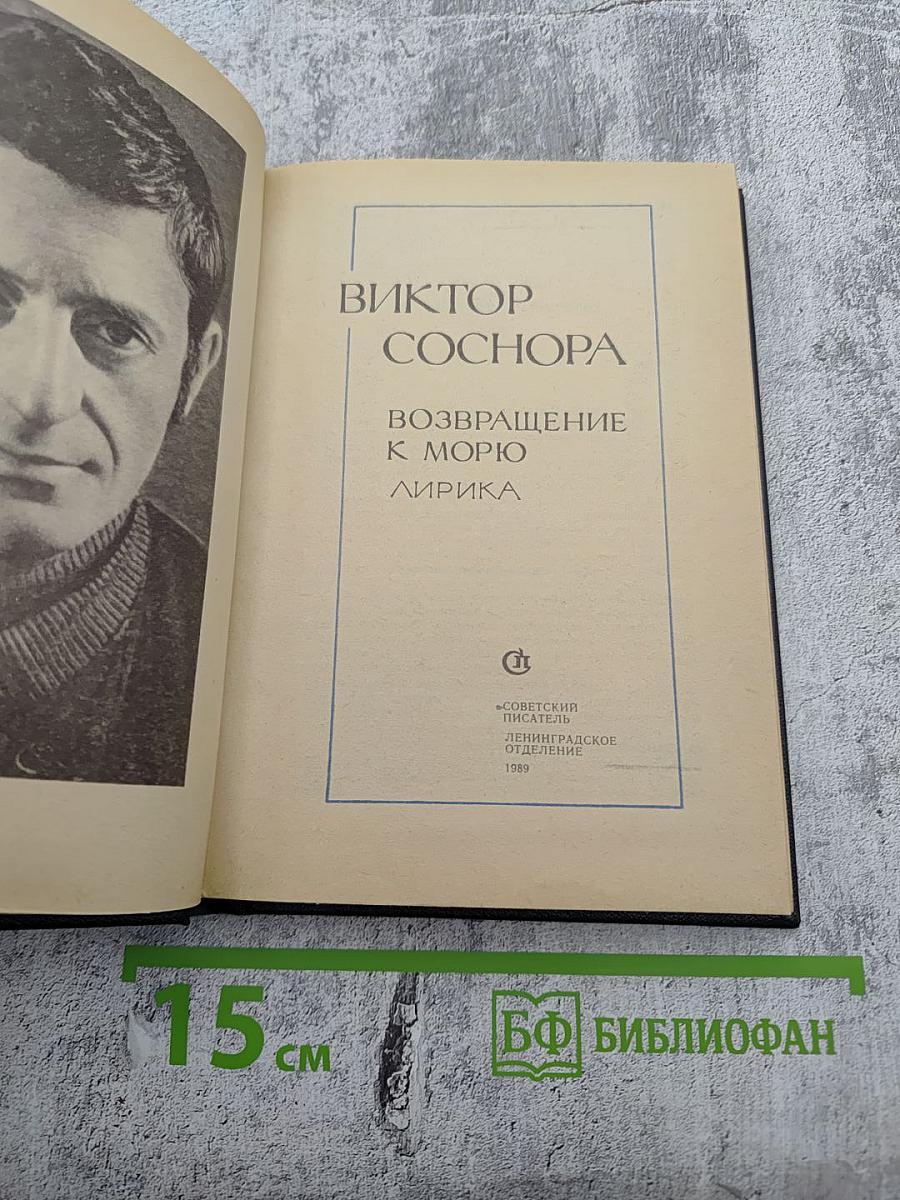 ВИКТОР
СОСНОРА
ВОЗВРАЩЕНИЕ
К МОРЮ
ЛИРИКА
СП
СОВЕТСКИЙ
ПИСАТЕЛЬ
ЛЕНИНГРАДСКОЕ
ОТДЕЛЕНИЕ
1989
15 см
БФ БИБЛИОФАН